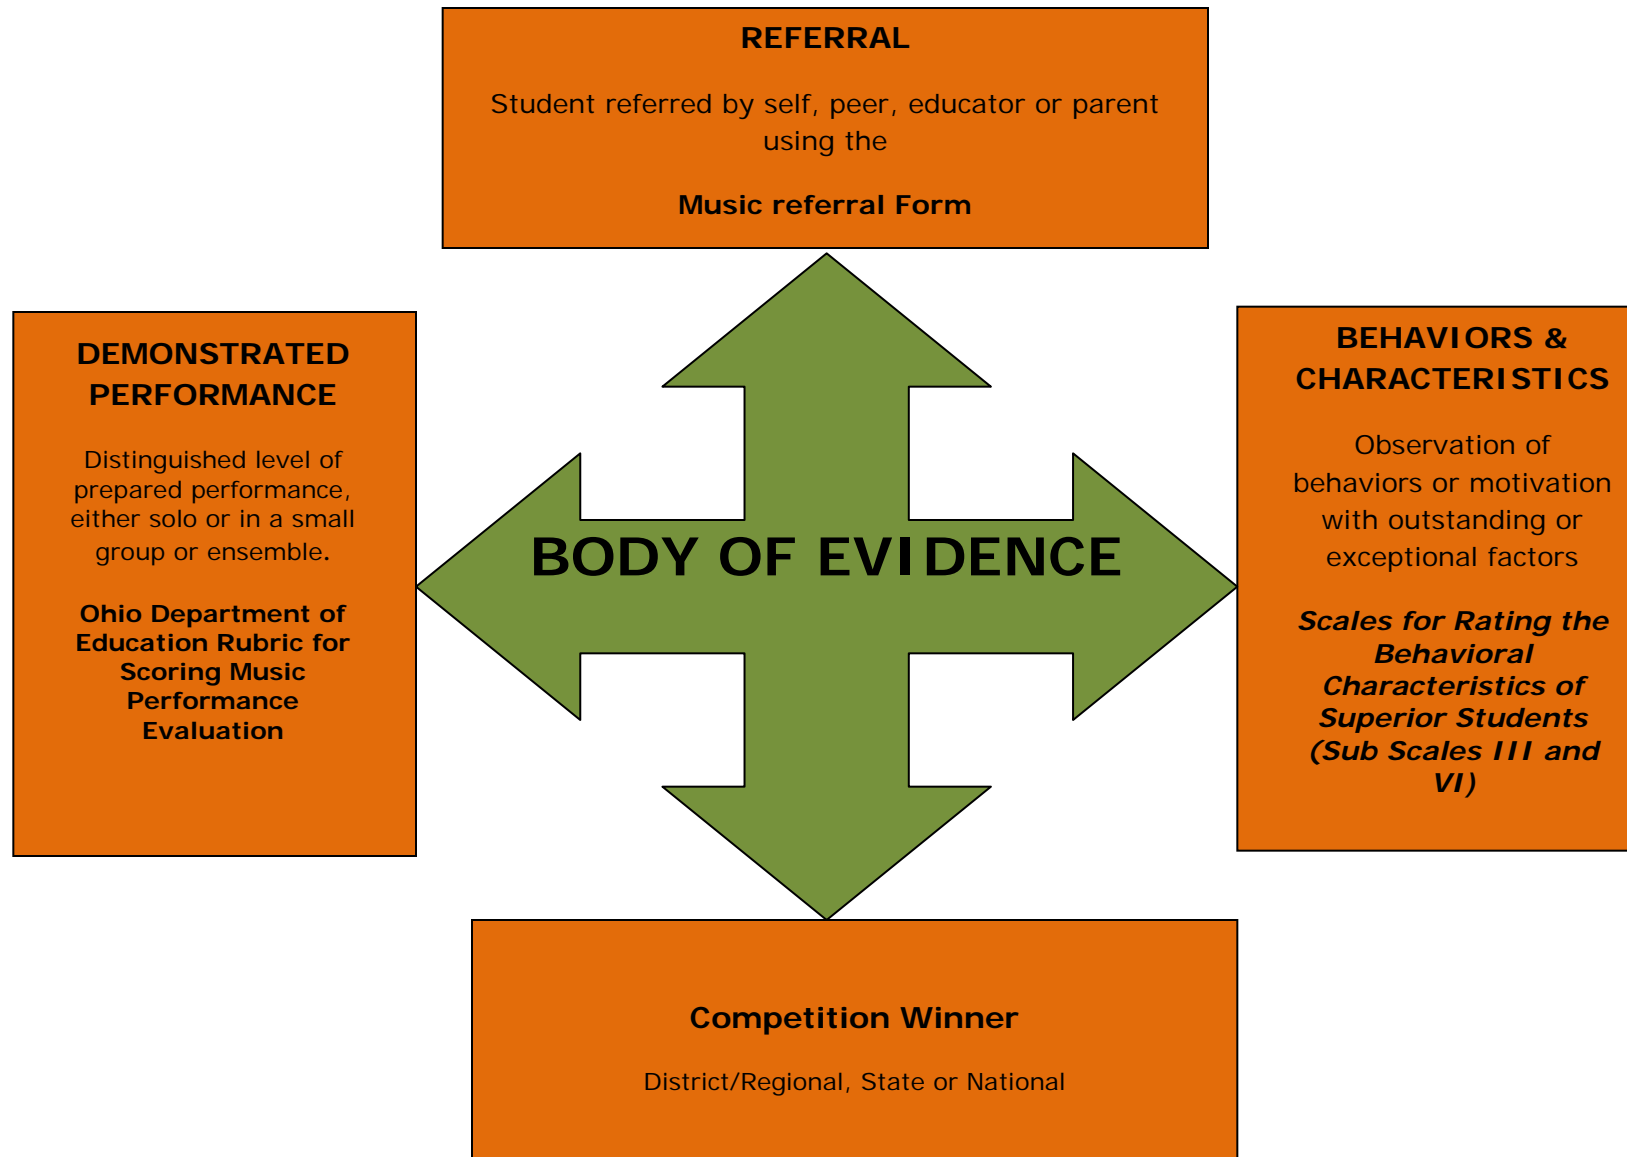 REFERRAL
Student referred by self, peer, educator or parent
using the
Music referral Form
DEMONSTRATED
PERFORMANCE
Distinguished level of
prepared performance,
either solo or in a small
group or ensemble.
Ohio Department of
Education Rubric for
Scoring Music
Performance
Evaluation
BODY OF EVIDENCE
BEHAVIORS &
CHARACTERISTICS
Observation of
behaviors or motivation
with outstanding or
exceptional factors
Scales for Rating the
Behavioral
Characteristics of
Superior Students
(Sub Scales III and
VI)
Competition Winner
District/Regional, State or National